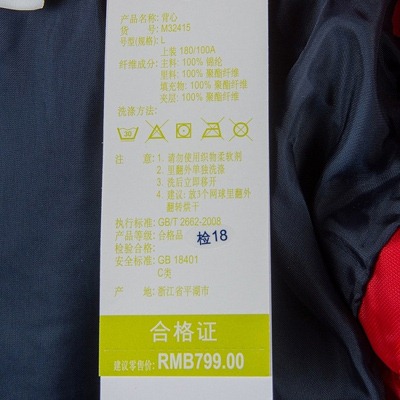 产品名称: 背心
货 号: M32415
号型(规格): L
上装 180/100A
纤维成分: 主料: 100% 锦纶
里料: 100% 聚酯纤维
填充物: 100% 聚酯纤维
夹层: 100% 聚酯纤维
洗涤方法:
30
注 意: 1. 请勿使用织物柔软剂
2. 里翻外单独洗涤
3. 洗后立即移开
4. 建议: 放3个网球里翻外
翻转烘干
执行标准: GB/T 2662-2008
产品等级: 合格品
检验合格: 检18
安全标准: GB 18401
C类
产 地: 浙江省平湖市
合格证
建议零售价: RMB799.00